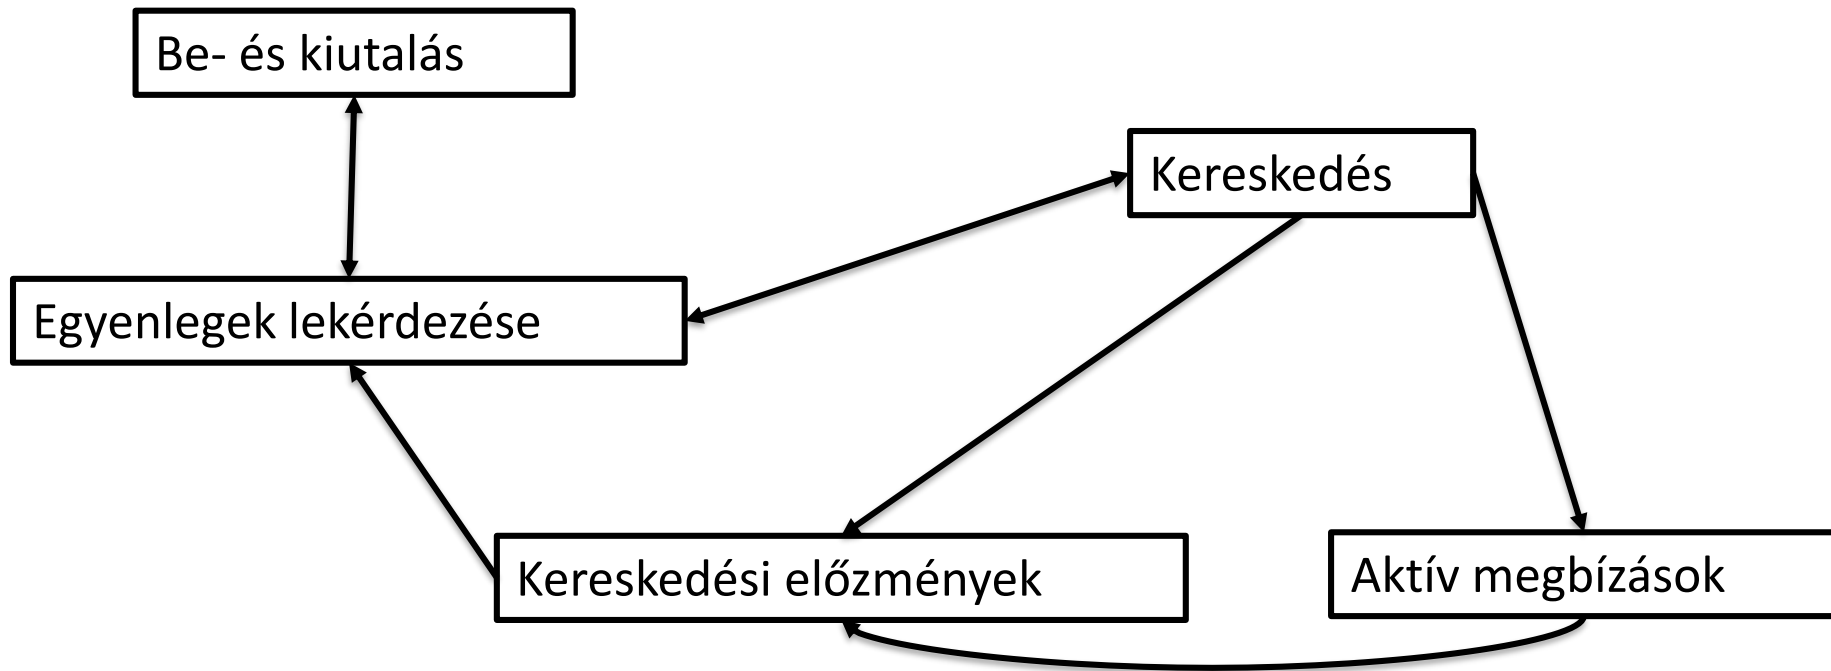 Be- és kiutalás
Kereskedés
Egyenlegek lekérdezése
Kereskedési előzmények
Aktív megbízások